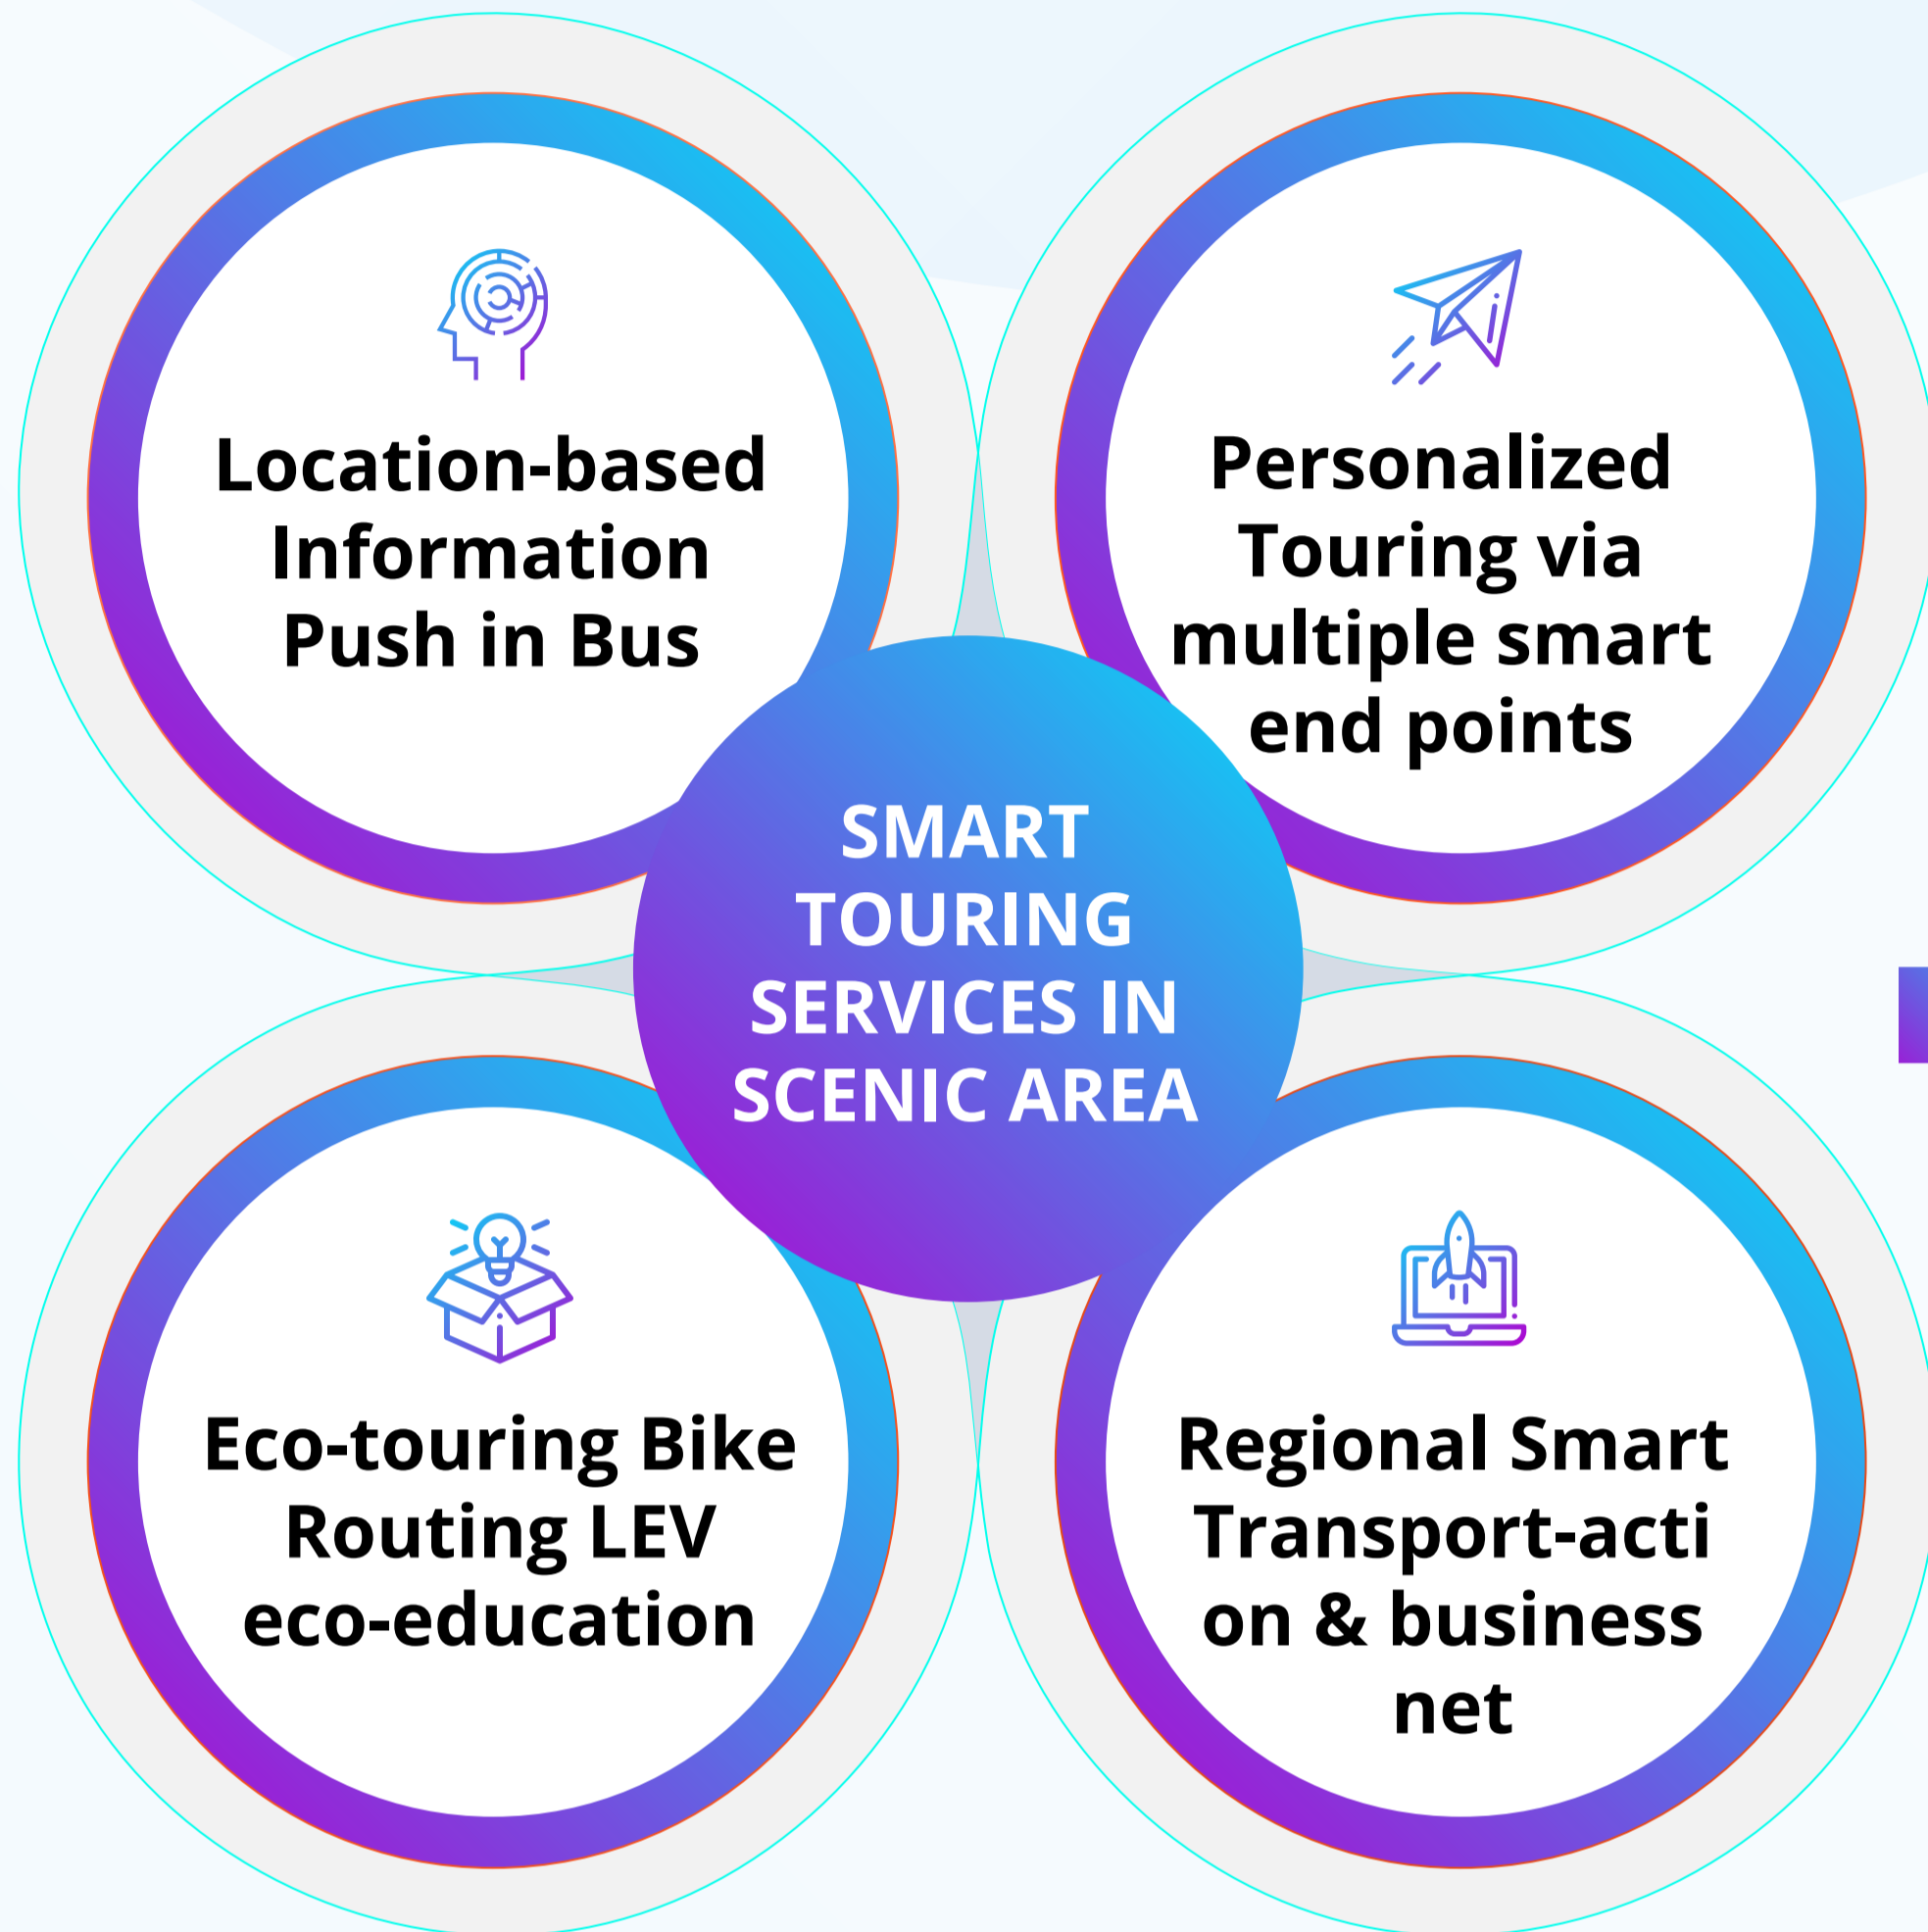 Location-based
Information
Push in Bus
Personalized
Touring via
multiple smart
end points
SMART
TOURING
SERVICES IN
SCENIC AREA
Eco-touring Bike
Routing LEV
eco-education
Regional Smart
Transport-acti
on & business
net